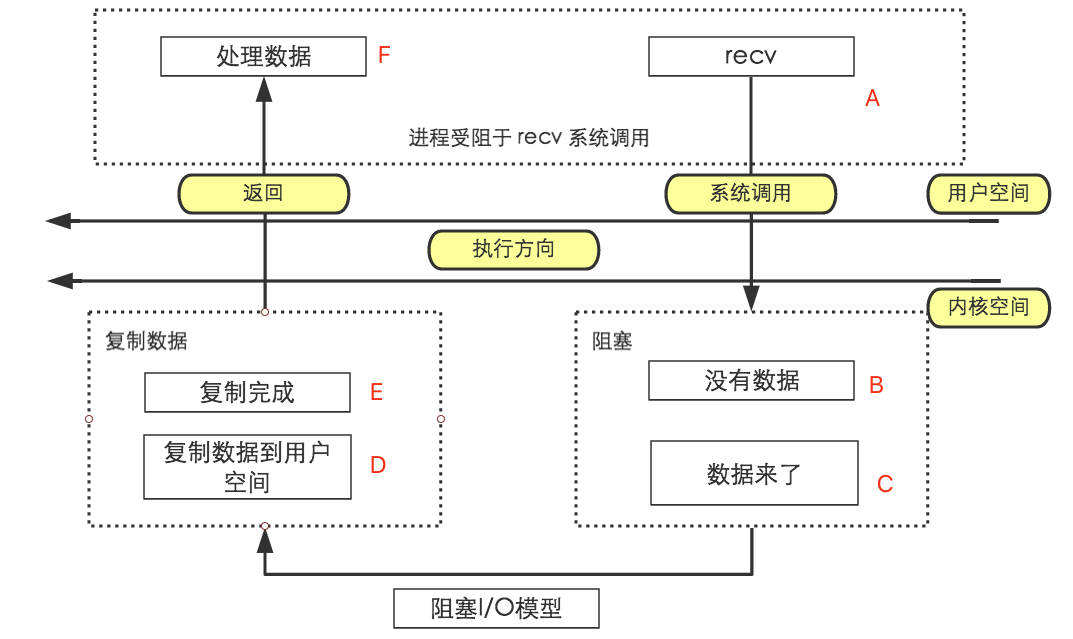 处理数据
F
recv
A
进程受阻于 recv 系统调用
返回
系统调用
用户空间
执行方向
内核空间
复制数据
复制完成
E
复制数据到用户
空间
D
阻塞
没有数据
B
数据来了
C
阻塞I/O模型